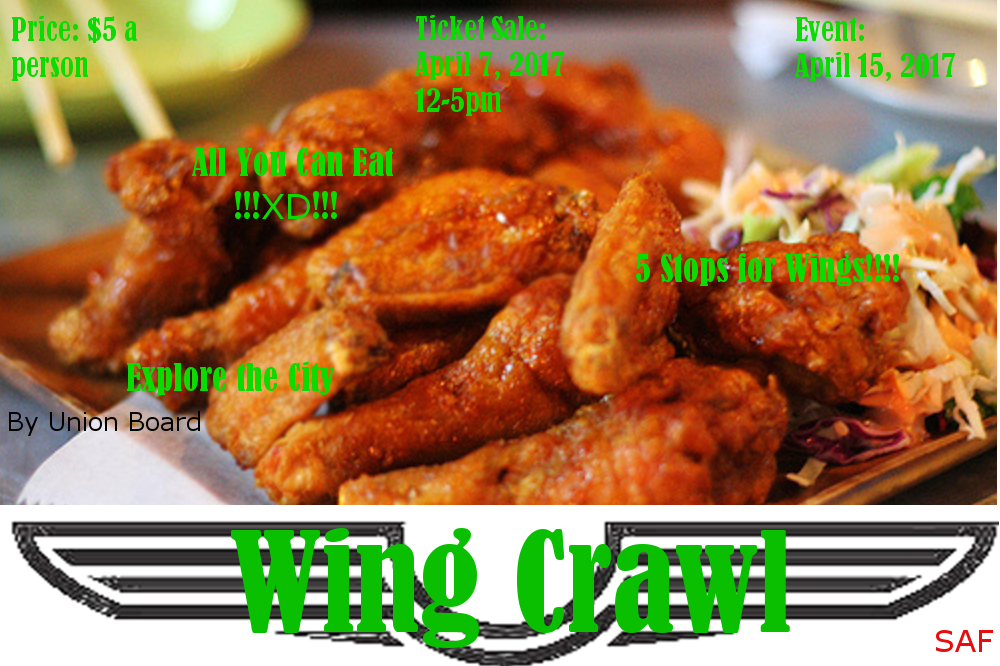 Price: $5 a
person
Ticket Sale:
April 7, 2017
12-5pm
Event:
April 15, 2017
All You Can Eat
!!!XD!!!
5 Stops for Wings!!!!
Explore the City
By Union Board
Wing Crawl
SAF